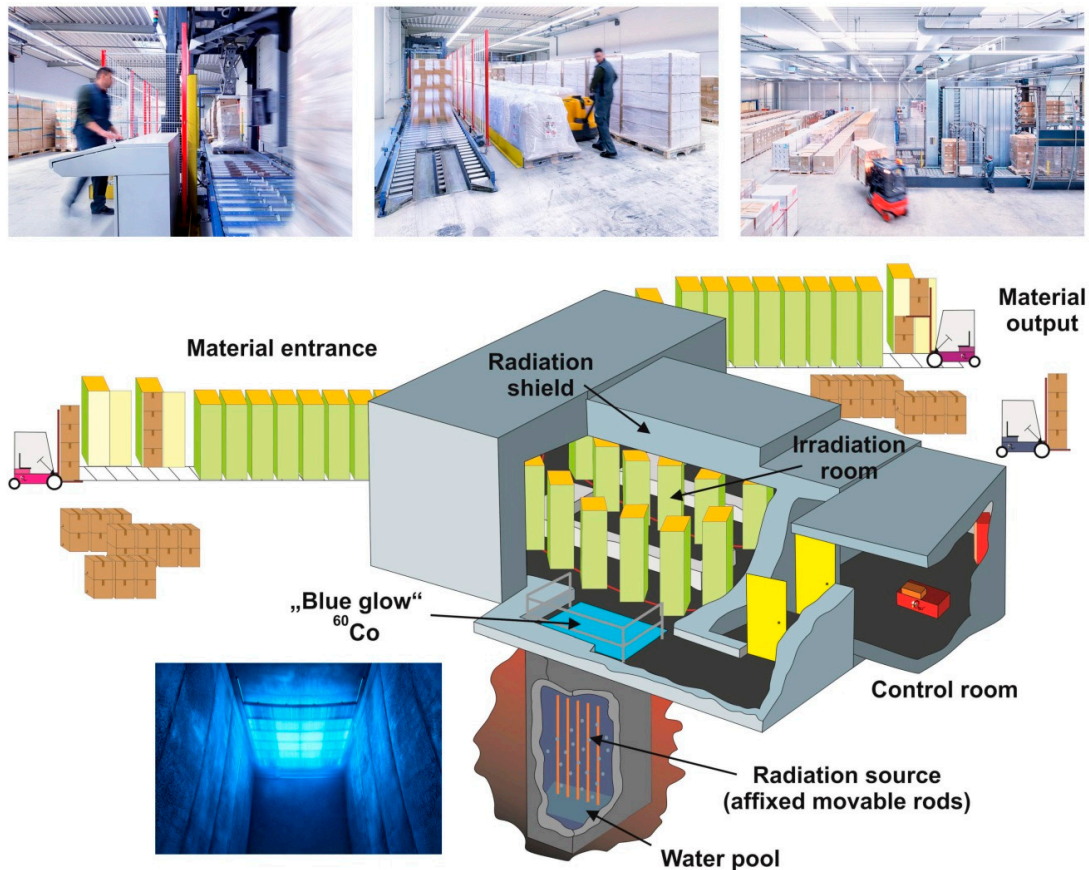 Material entrance
Material
output
Radiation
shield
Irradiation
room
„Blue glow“
⁶⁰Co
Control room
Radiation source
(affixed movable rods)
Water pool